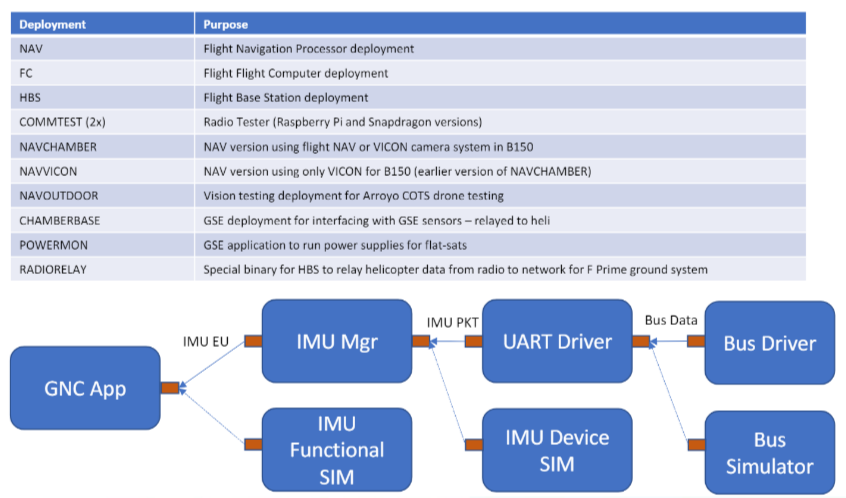 Deployment Purpose
NAV Flight Navigation Processor deployment
FC Flight Flight Computer deployment
HBS Flight Base Station deployment
COMMTEST (2x) Radio Tester (Raspberry Pi and Snapdragon versions)
NAVCHAMBER NAV version using flight NAV or VICON camera system in B150
NAVVICON NAV version using only VICON for B150 (earlier version of NAVCHAMBER)
NAVOUTDOOR Vision testing deployment for Arroyo COTS drone testing
CHAMBERBASE GSE deployment for interfacing with GSE sensors – relayed to heli
POWERMON GSE application to run power supplies for flat-sats
RADIORELAY Special binary for HBS to relay helicopter data from radio to network for F Prime ground system
GNC App
IMU EU
IMU Mgr
IMU PKT
UART Driver
Bus Data
Bus Driver
IMU
Functional
SIM
IMU Device
SIM
Bus
Simulator